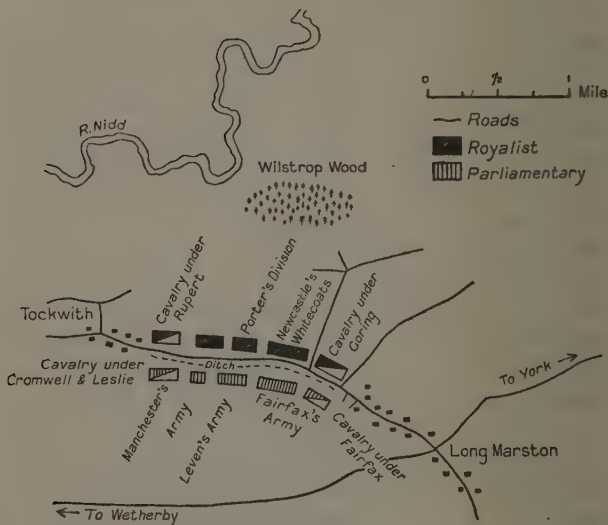 0 ½ 1
Mile
R. Nidd
Roads
Royalist
Parliamentary
Wilstrop Wood
Tockwith
Cavalry under
Rupert
Porter's Division
Newcastle's
Whitecoats
Cavalry under
Goring
Ditch
Cavalry under
Cromwell & Leslie
Manchester's
Army
Leven's Army
Fairfax's
Army
Cavalry under
Fairfax
To York
Long Marston
To Wetherby